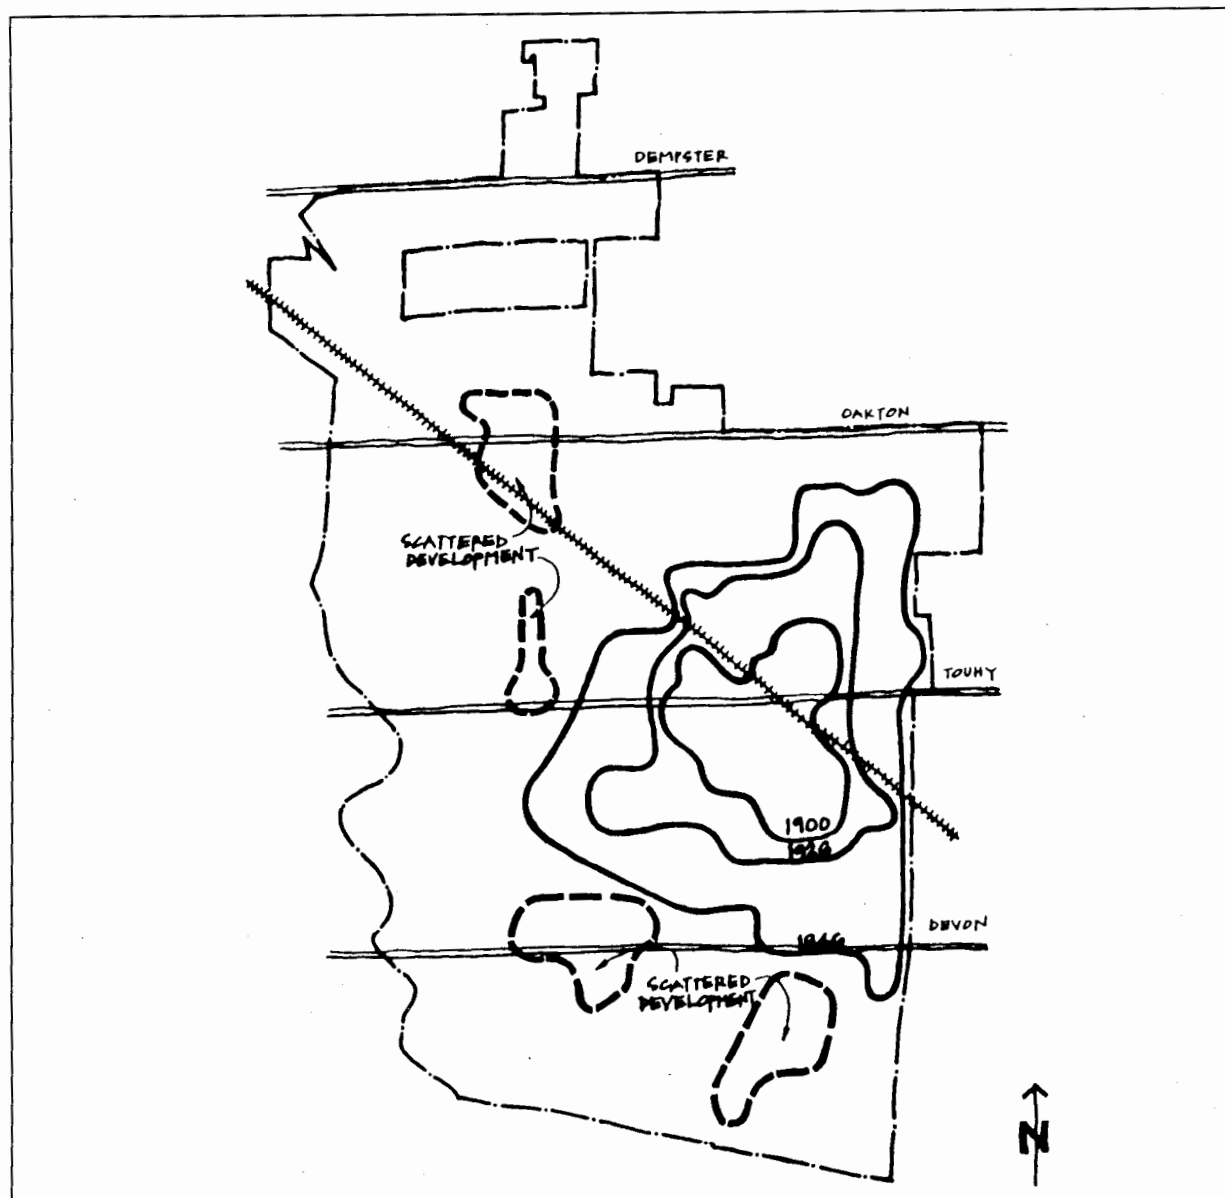 DEMPSTER
OAKTON
SCATTERED
DEVELOPMENT
TOUHY
1900
DEVON
SCATTERED
DEVELOPMENT
N